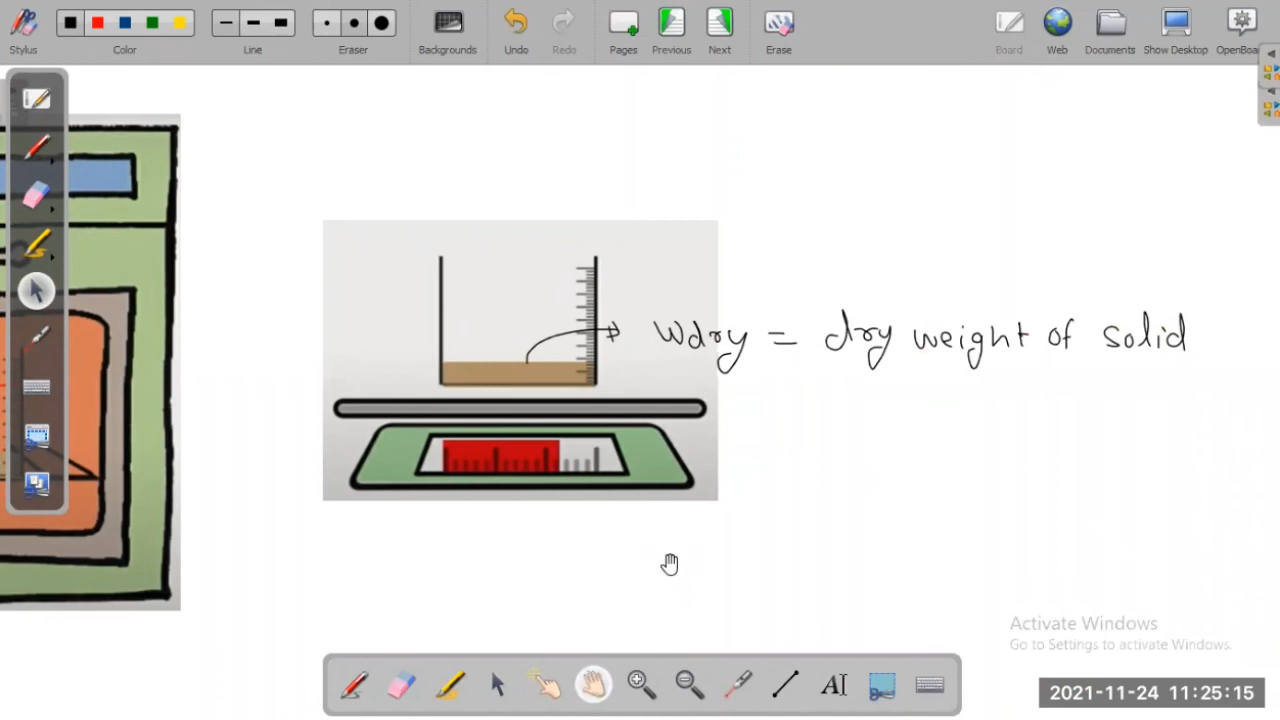 Stylus
Color
Line
Eraser
Backgrounds
Undo
Redo
Pages
Previous
Next
Erase
Board
Web
Documents
Show Desktop
OpenBoa
Wdry = dry weight of solid
Activate Windows
Go to Settings to activate Windows.
2021-11-24 11:25:15